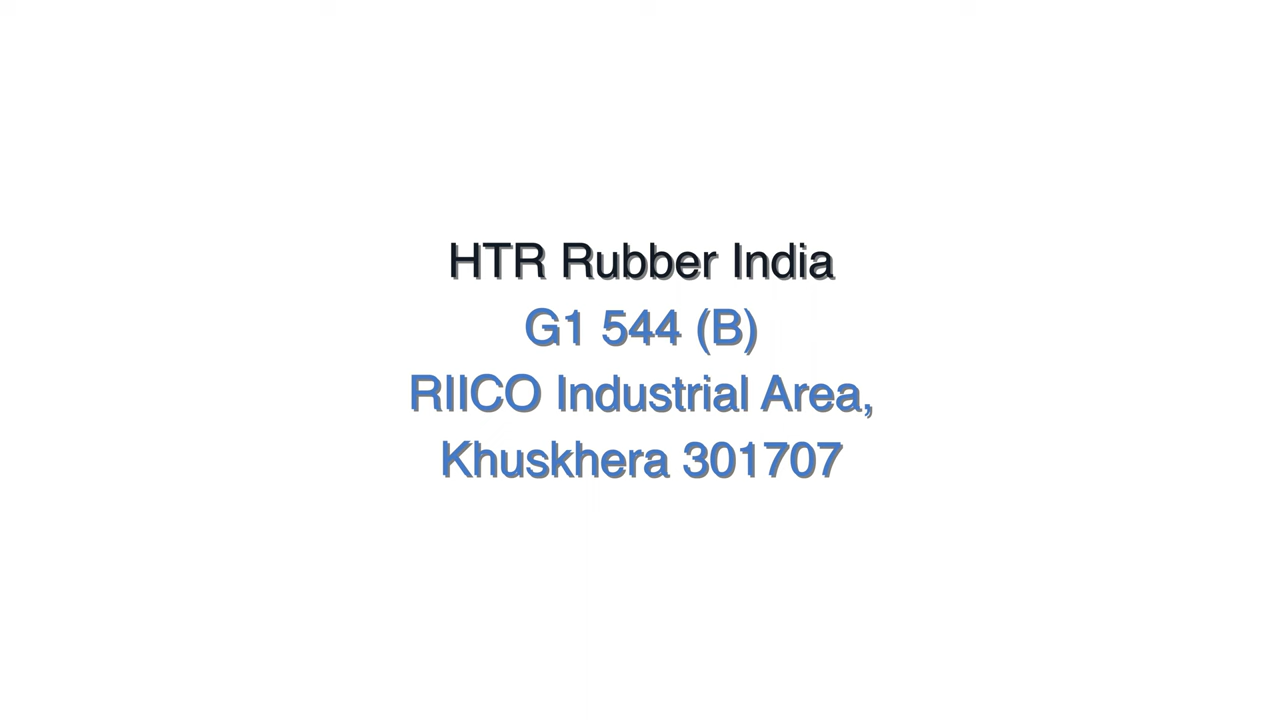 HTR Rubber India
G1 544 (B)
RIICO Industrial Area,
Khuskhera 301707